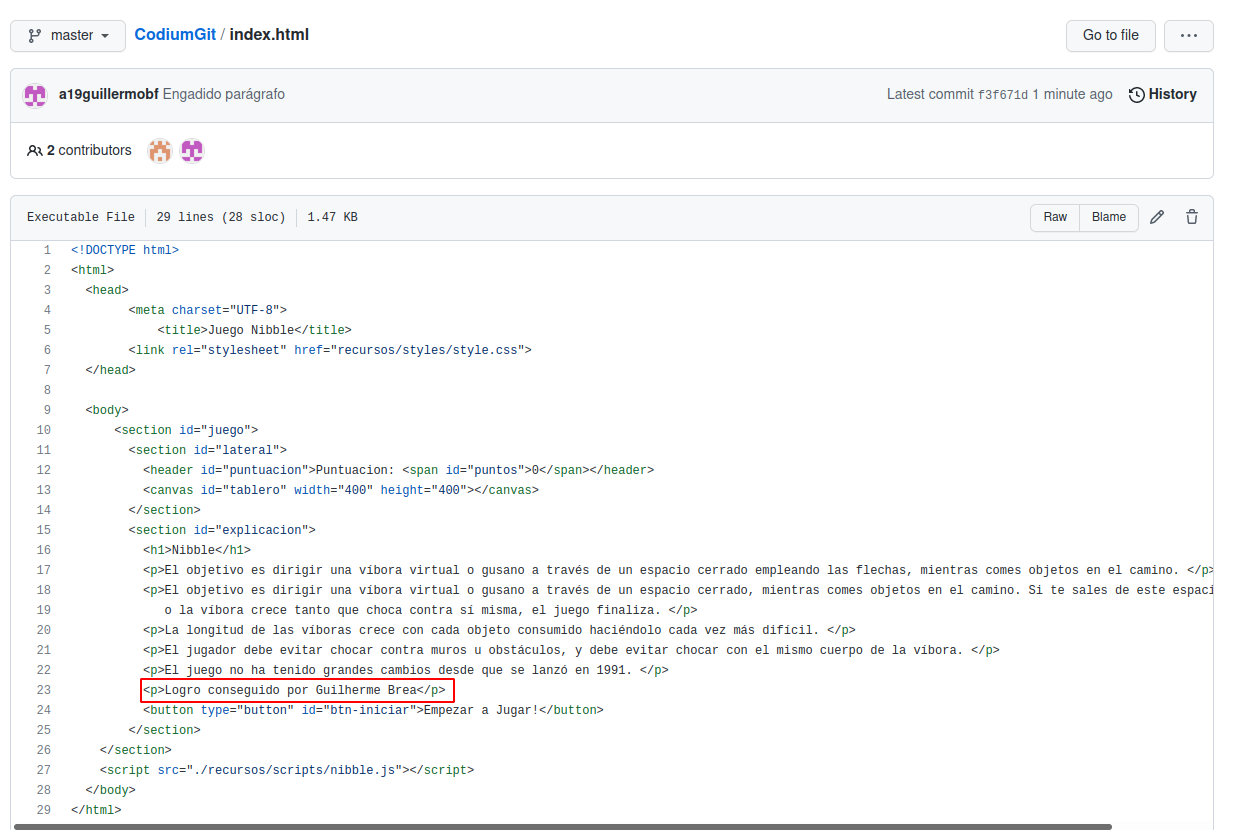 master CodiumGit / index.html Go to file ...
a19guillermobf Engadido parágrafo Latest commit f3f671d 1 minute ago History
2 contributors
Executable File 29 lines (28 sloc) 1.47 KB Raw Blame
1 <!DOCTYPE html>
2 <html>
3 <head>
4 <meta charset="UTF-8">
5 <title>Juego Nibble</title>
6 <link rel="stylesheet" href="recursos/styles/style.css">
7 </head>
8
9 <body>
10 <section id="juego">
11 <section id="lateral">
12 <header id="puntuacion">Puntuacion: <span id="puntos">0</span></header>
13 <canvas id="tablero" width="400" height="400"></canvas>
14 </section>
15 <section id="explicacion">
16 <h1>Nibble</h1>
17 <p>El objetivo es dirigir una víbora virtual o gusano a través de un espacio cerrado empleando las flechas, mientras comes objetos en el camino. </p>
18 <p>El objetivo es dirigir una víbora virtual o gusano a través de un espacio cerrado, mientras comes objetos en el camino. Si te sales de este espaci
19 o la víbora crece tanto que choca contra sí misma, el juego finaliza. </p>
20 <p>La longitud de las víboras crece con cada objeto consumido haciéndolo cada vez más difícil. </p>
21 <p>El jugador debe evitar chocar contra muros u obstáculos, y debe evitar chocar con el mismo cuerpo de la víbora. </p>
22 <p>El juego no ha tenido grandes cambios desde que se lanzó en 1991. </p>
23 <p>Logro conseguido por Guilherme Brea</p>
24 <button type="button" id="btn-iniciar">Empezar a Jugar!</button>
25 </section>
26 </section>
27 <script src="./recursos/scripts/nibble.js"></script>
28 </body>
29 </html>